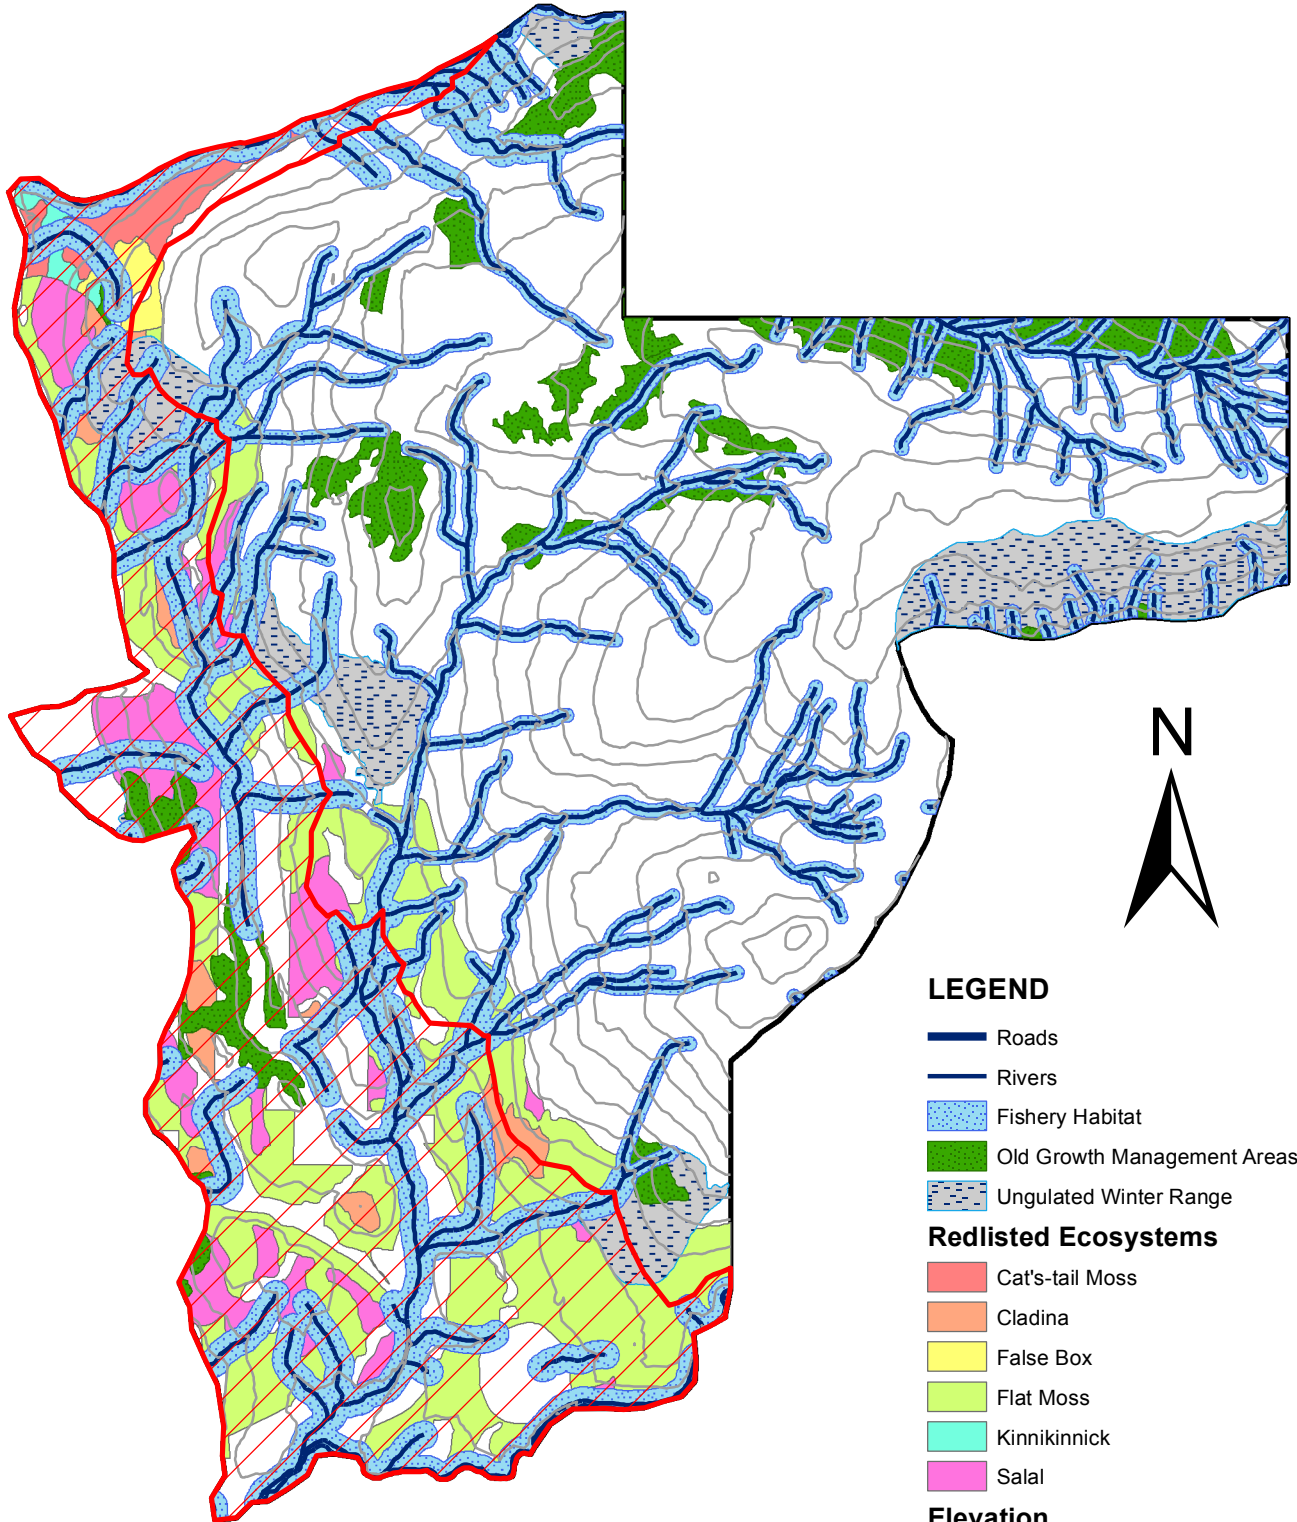 N
LEGEND
Roads
Rivers
Fishery Habitat
Old Growth Management Areas
Ungulated Winter Range
Redlisted Ecosystems
Cat's-tail Moss
Cladina
False Box
Flat Moss
Kinnikinnick
Salal
Elevation